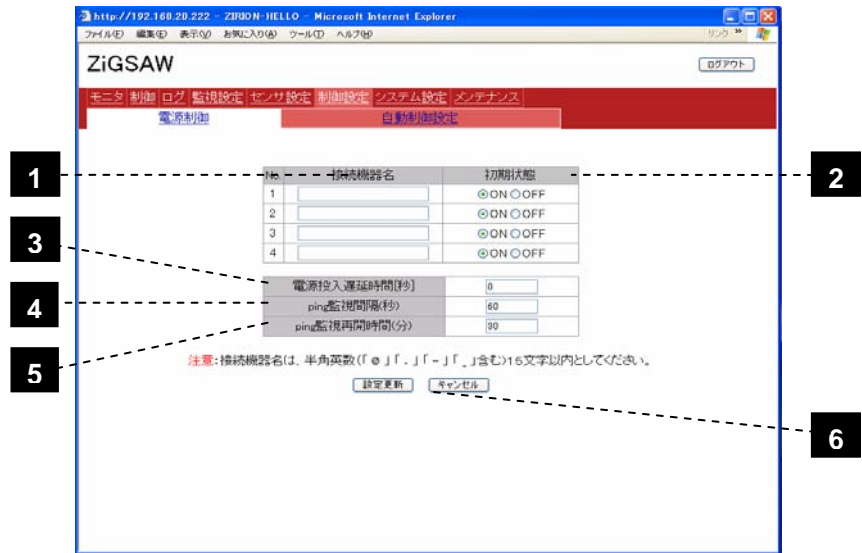 http://192.168.20.222 - ZIRION-HELLO - Microsoft Internet Explorer
ファイル(F) 編集(E) 表示(V) お気に入り(A) ツール(T) ヘルプ(H) リンク »
ZiGSAW ログアウト
モニタ 制御 ログ 監視設定 センサ設定 制御設定 システム設定 メンテナンス
電源制御 自動制御設定
1 2
No. 接続機器名 初期状態
1 ON OFF
2 ON OFF
3 ON OFF
4 ON OFF
3
電源投入遅延時間[秒] 0
4
ping監視間隔(秒) 60
ping監視再開時間(分) 30
5
注意:接続機器名は、半角英数(「@」「.」「-」「_」含む)15文字以内としてください。
設定更新 キャンセル
6